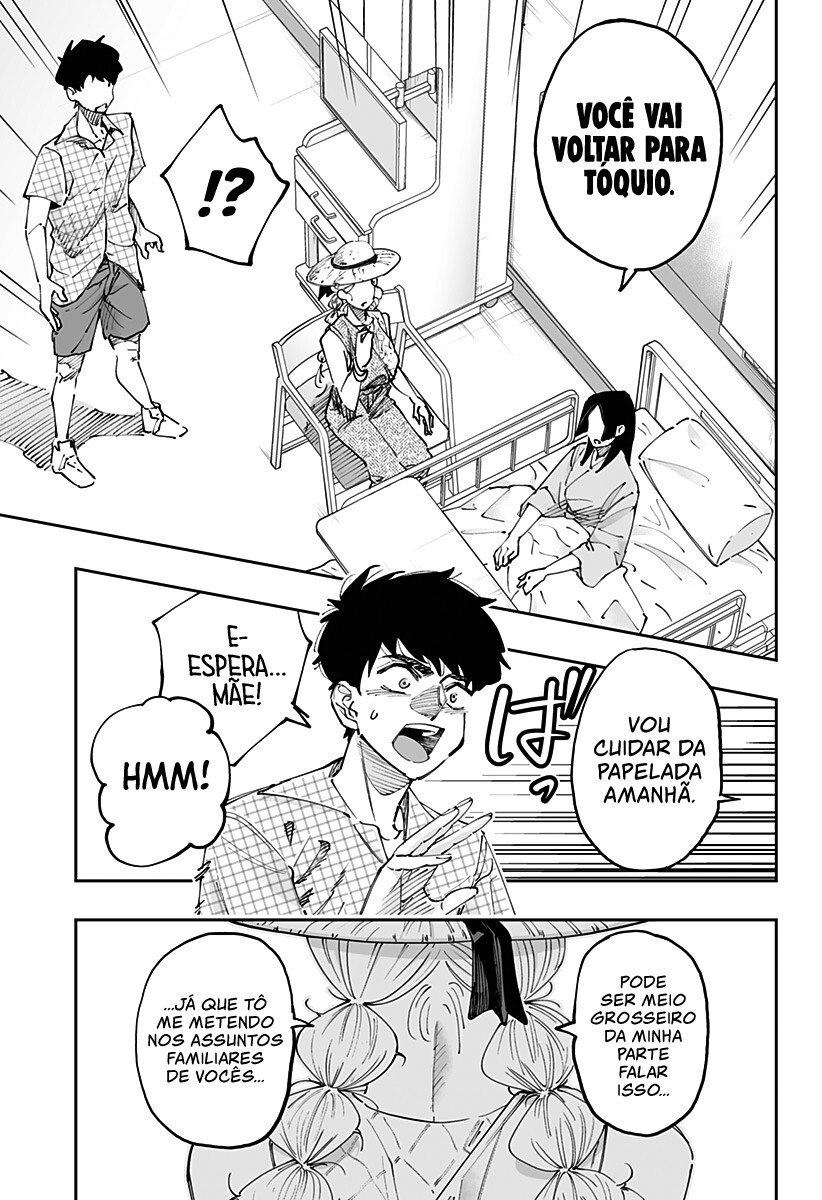 VOCÊ VAI
VOLTAR PARA
TÓQUIO.
!?
VOU
CUIDAR DA
PAPELADA
AMANHÃ.
ばっ
E-
ESPERA...
MÃE!
HMM!
PODE
SER MEIO
GROSSEIRO
DA MINHA
PARTE
FALAR
ISSO...
...JÁ QUE TÔ
ME METENDO
NOS ASSUNTOS
FAMILIARES
DE VOCÊS...